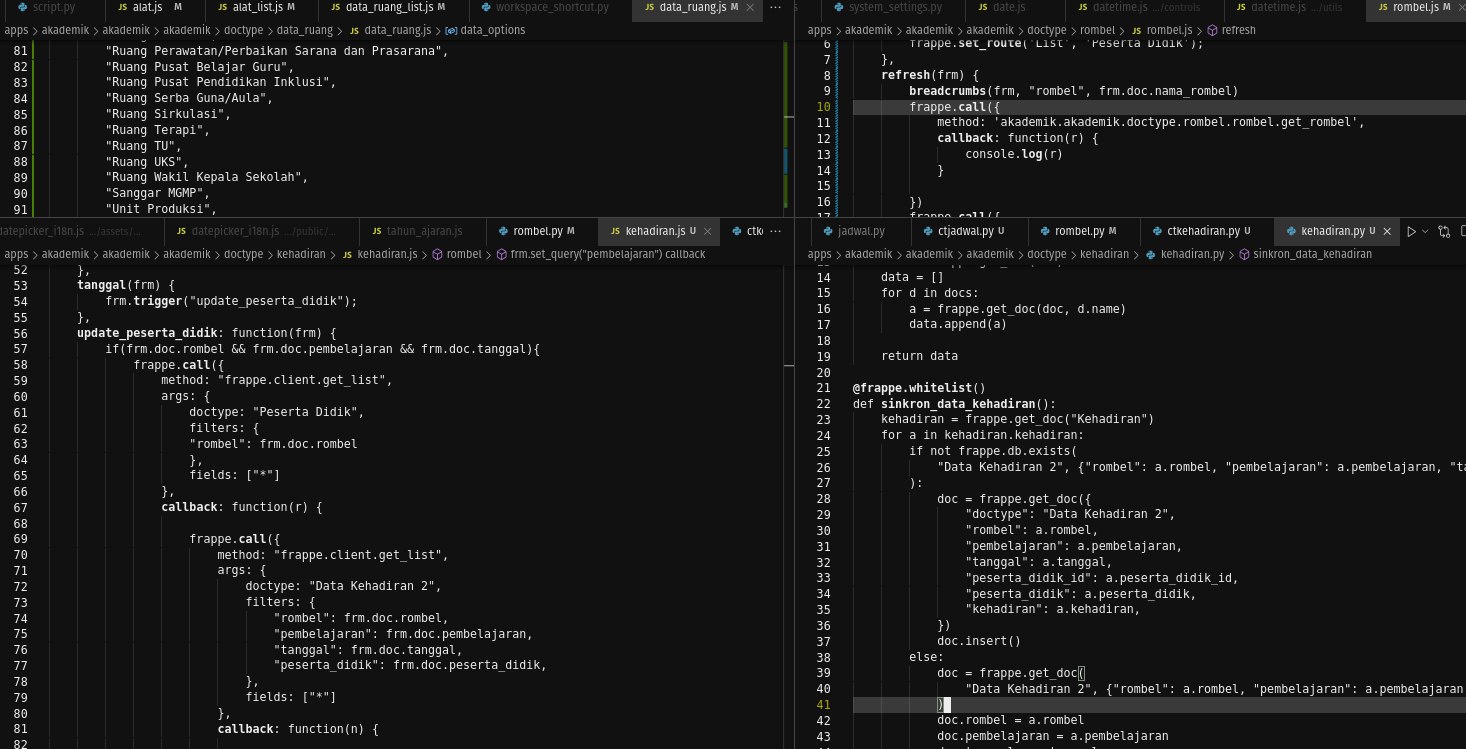 script.py
alat.js M
alat_list.js M
data_ruang_list.js M
workspace_shortcut.py
data_ruang.js M
apps > akademik > akademik > akademik > doctype > data_ruang > data_ruang.js > data_options
81 "Ruang Perawatan/Perbaikan Sarana dan Prasarana",
82 "Ruang Pusat Belajar Guru",
83 "Ruang Pusat Pendidikan Inklusi",
84 "Ruang Serba Guna/Aula",
85 "Ruang Sirkulasi",
86 "Ruang Terapi",
87 "Ruang TU",
88 "Ruang UKS",
89 "Ruang Wakil Kepala Sekolah",
90 "Sanggar MGMP",
91 "Unit Produksi",
system_settings.py
date.js
datetime.js .../controls
datetime.js .../utils
rombel.js M
apps > akademik > akademik > akademik > doctype > rombel > rombel.js > refresh
6 frappe.set_route('List', 'Peserta Didik');
7 },
8 refresh(frm) {
9 breadcrumbs(frm, "rombel", frm.doc.nama_rombel)
10 frappe.call({
11 method: 'akademik.akademik.doctype.rombel.rombel.get_rombel',
12 callback: function(r) {
13 console.log(r)
14 }
15
16 })
17 frappe.call({
datepicker_i18n.js .../assets/...
datepicker_i18n.js .../public/...
tahun_ajaran.js
rombel.py M
kehadiran.js U
apps > akademik > akademik > akademik > doctype > kehadiran > kehadiran.js > rombel > frm.set_query("pembelajaran") callback
52 },
53 tanggal(frm) {
54 frm.trigger("update_peserta_didik");
55 },
56 update_peserta_didik: function(frm) {
57 if(frm.doc.rombel && frm.doc.pembelajaran && frm.doc.tanggal){
58 frappe.call({
59 method: "frappe.client.get_list",
60 args: {
61 doctype: "Peserta Didik",
62 filters: {
63 "rombel": frm.doc.rombel
64 },
65 fields: ["*"]
66 },
67 callback: function(r) {
68
69 frappe.call({
70 method: "frappe.client.get_list",
71 args: {
72 doctype: "Data Kehadiran 2",
73 filters: {
74 "rombel": frm.doc.rombel,
75 "pembelajaran": frm.doc.pembelajaran,
76 "tanggal": frm.doc.tanggal,
77 "peserta_didik": frm.doc.peserta_didik,
78 },
79 fields: ["*"]
80 },
81 callback: function(n) {
82
jadwal.py
ctjadwal.py U
rombel.py M
ctkehadiran.py U
kehadiran.py U
apps > akademik > akademik > akademik > doctype > kehadiran > kehadiran.py > sinkron_data_kehadiran
14 data = []
15 for d in docs:
16 a = frappe.get_doc(doc, d.name)
17 data.append(a)
18
19 return data
20
21 @frappe.whitelist()
22 def sinkron_data_kehadiran():
23 kehadiran = frappe.get_doc("Kehadiran")
24 for a in kehadiran.kehadiran:
25 if not frappe.db.exists(
26 "Data Kehadiran 2", {"rombel": a.rombel, "pembelajaran": a.pembelajaran, "ta
27 ):
28 doc = frappe.get_doc({
29 "doctype": "Data Kehadiran 2",
30 "rombel": a.rombel,
31 "pembelajaran": a.pembelajaran,
32 "tanggal": a.tanggal,
33 "peserta_didik_id": a.peserta_didik_id,
34 "peserta_didik": a.peserta_didik,
35 "kehadiran": a.kehadiran,
36 })
37 doc.insert()
38 else:
39 doc = frappe.get_doc(
40 "Data Kehadiran 2", {"rombel": a.rombel, "pembelajaran": a.pembelajaran
41 )
42 doc.rombel = a.rombel
43 doc.pembelajaran = a.pembelajaran